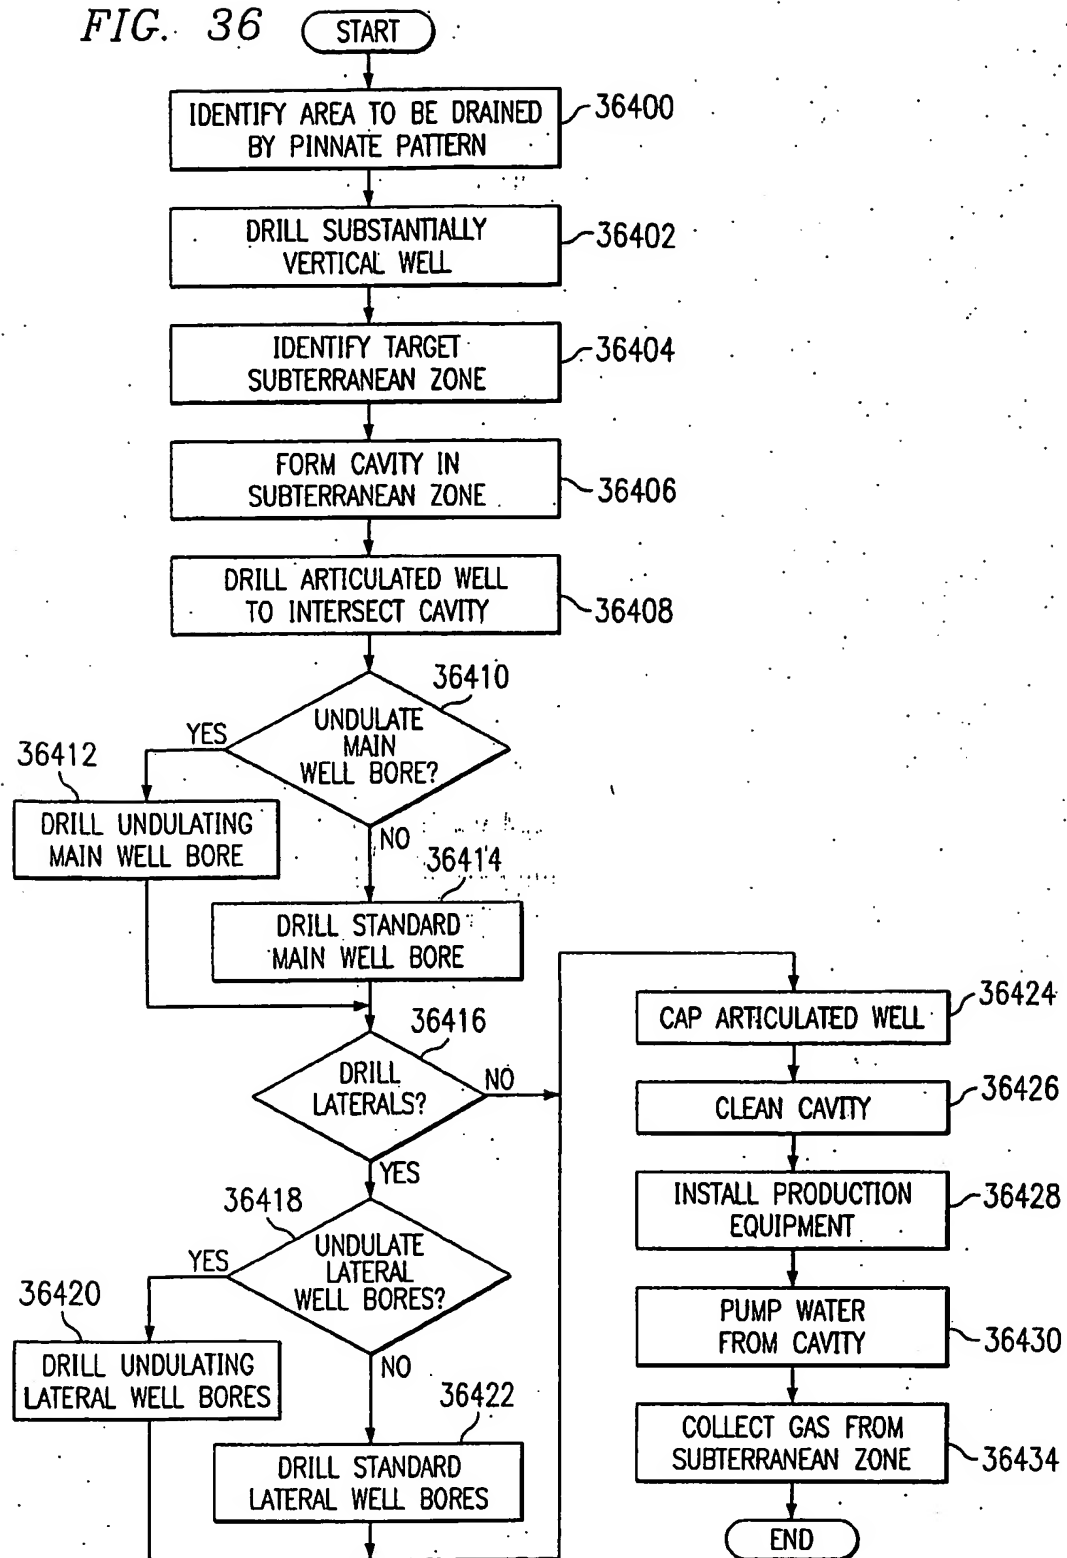 FIG. 36
START
IDENTIFY AREA TO BE DRAINED
BY PINNATE PATTERN
36400
DRILL SUBSTANTIALLY
VERTICAL WELL
36402
IDENTIFY TARGET
SUBTERRANEAN ZONE
36404
FORM CAVITY IN
SUBTERRANEAN ZONE
36406
DRILL ARTICULATED WELL
TO INTERSECT CAVITY
36408
36410
UNDULATE
MAIN
WELL BORE?
YES
NO
36412
DRILL UNDULATING
MAIN WELL BORE
36414
DRILL STANDARD
MAIN WELL BORE
36416
DRILL
LATERALS?
NO
YES
36418
UNDULATE
LATERAL
WELL BORES?
YES
NO
36420
DRILL UNDULATING
LATERAL WELL BORES
36422
DRILL STANDARD
LATERAL WELL BORES
CAP ARTICULATED WELL
36424
CLEAN CAVITY
36426
INSTALL PRODUCTION
EQUIPMENT
36428
PUMP WATER
FROM CAVITY
36430
COLLECT GAS FROM
SUBTERRANEAN ZONE
36434
END